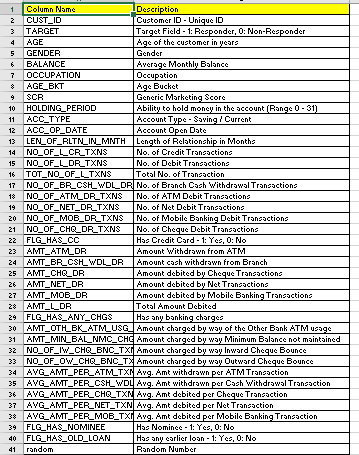 1 Column Name Description
2 CUST_ID Customer ID - Unique ID
3 TARGET Target Field - 1: Responder, 0: Non-Responder
4 AGE Age of the customer in years
5 GENDER Gender
6 BALANCE Average Monthly Balance
7 OCCUPATION Occupation
8 AGE_BKT Age Bucket
9 SCR Generic Marketing Score
10 HOLDING_PERIOD Ability to hold money in the account (Range 0 - 31)
11 ACC_TYPE Account Type - Saving / Current
12 ACC_OP_DATE Account Open Date
13 LEN_OF_RLTN_IN_MNTH Length of Relationship in Months
14 NO_OF_L_CR_TXNS No. of Credit Transactions
15 NO_OF_L_DR_TXNS No. of Debit Transactions
16 TOT_NO_OF_L_TXNS Total No. of Transaction
17 NO_OF_BR_CSH_WDL_DR No. of Branch Cash Withdrawal Transactions
18 NO_OF_ATM_DR_TXNS No. of ATM Debit Transactions
19 NO_OF_NET_DR_TXNS No. of Net Debit Transactions
20 NO_OF_MOB_DR_TXNS No. of Mobile Banking Debit Transactions
21 NO_OF_CHQ_DR_TXNS No. of Cheque Debit Transactions
22 FLG_HAS_CC Has Credit Card - 1: Yes, 0: No
23 AMT_ATM_DR Amount Withdrawn from ATM
24 AMT_BR_CSH_WDL_DR Amount cash withdrawn from Branch
25 AMT_CHQ_DR Amount debited by Cheque Transactions
26 AMT_NET_DR Amount debited by Net Transactions
27 AMT_MOB_DR Amount debited by Mobile Banking Transactions
28 AMT_L_DR Total Amount Debited
29 FLG_HAS_ANY_CHGS Has any banking charges
30 AMT_OTH_BK_ATM_USG_ Amount charged by way of the Other Bank ATM usage
31 AMT_MIN_BAL_NMC_CHG Amount charged by way Minimum Balance not maintained
32 NO_OF_IW_CHQ_BNC_TXN Amount charged by way Inward Cheque Bounce
33 NO_OF_OW_CHQ_BNC_TX Amount charged by way Outward Cheque Bounce
34 AVG_AMT_PER_ATM_TXN Avg. Amt withdrawn per ATM Transaction
35 AVG_AMT_PER_CSH_WDL Avg. Amt withdrawn per Cash Withdrawal Transaction
36 AVG_AMT_PER_CHQ_TXN Avg. Amt debited per Cheque Transaction
37 AVG_AMT_PER_NET_TXN Avg. Amt debited per Net Transaction
38 AVG_AMT_PER_MOB_TXN Avg. Amt debited per Mobile Banking Transaction
39 FLG_HAS_NOMINEE Has Nominee - 1: Yes, 0: No
40 FLG_HAS_OLD_LOAN Has any earlier loan - 1: Yes, 0: No
41 random Random Number